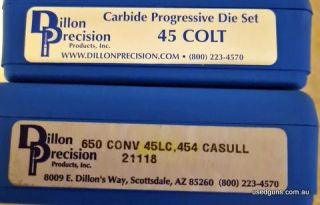 Dillon
Precision
Products, Inc.
Carbide Progressive Die Set
45 COLT
WWW.DILLONPRECISION.COM • (800) 223-4570
Dillon
Precision
Products, Inc.
650 CONV 45LC,454 CASULL
21118
8009 E. Dillon's Way, Scottsdale, AZ 85260 (800) 223-4570
usedguns.com.au